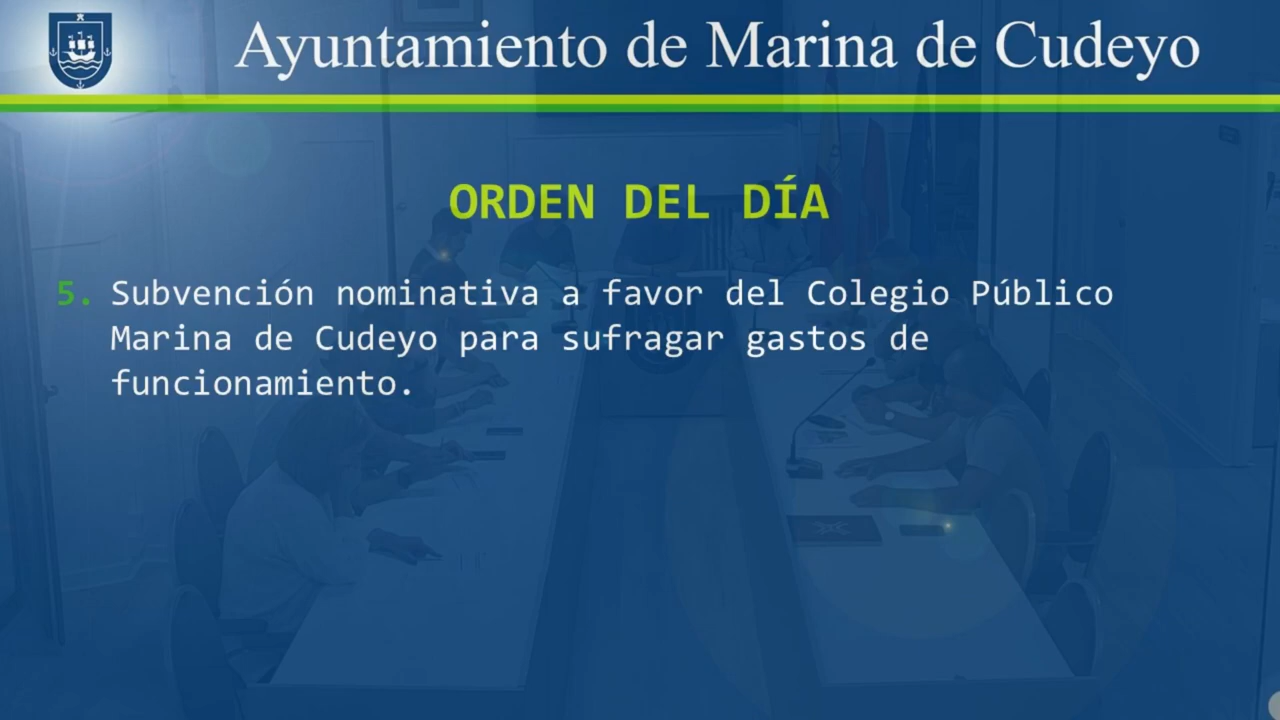 Ayuntamiento de Marina de Cudeyo
ORDEN DEL DÍA
5. Subvención nominativa a favor del Colegio Público
Marina de Cudeyo para sufragar gastos de
funcionamiento.